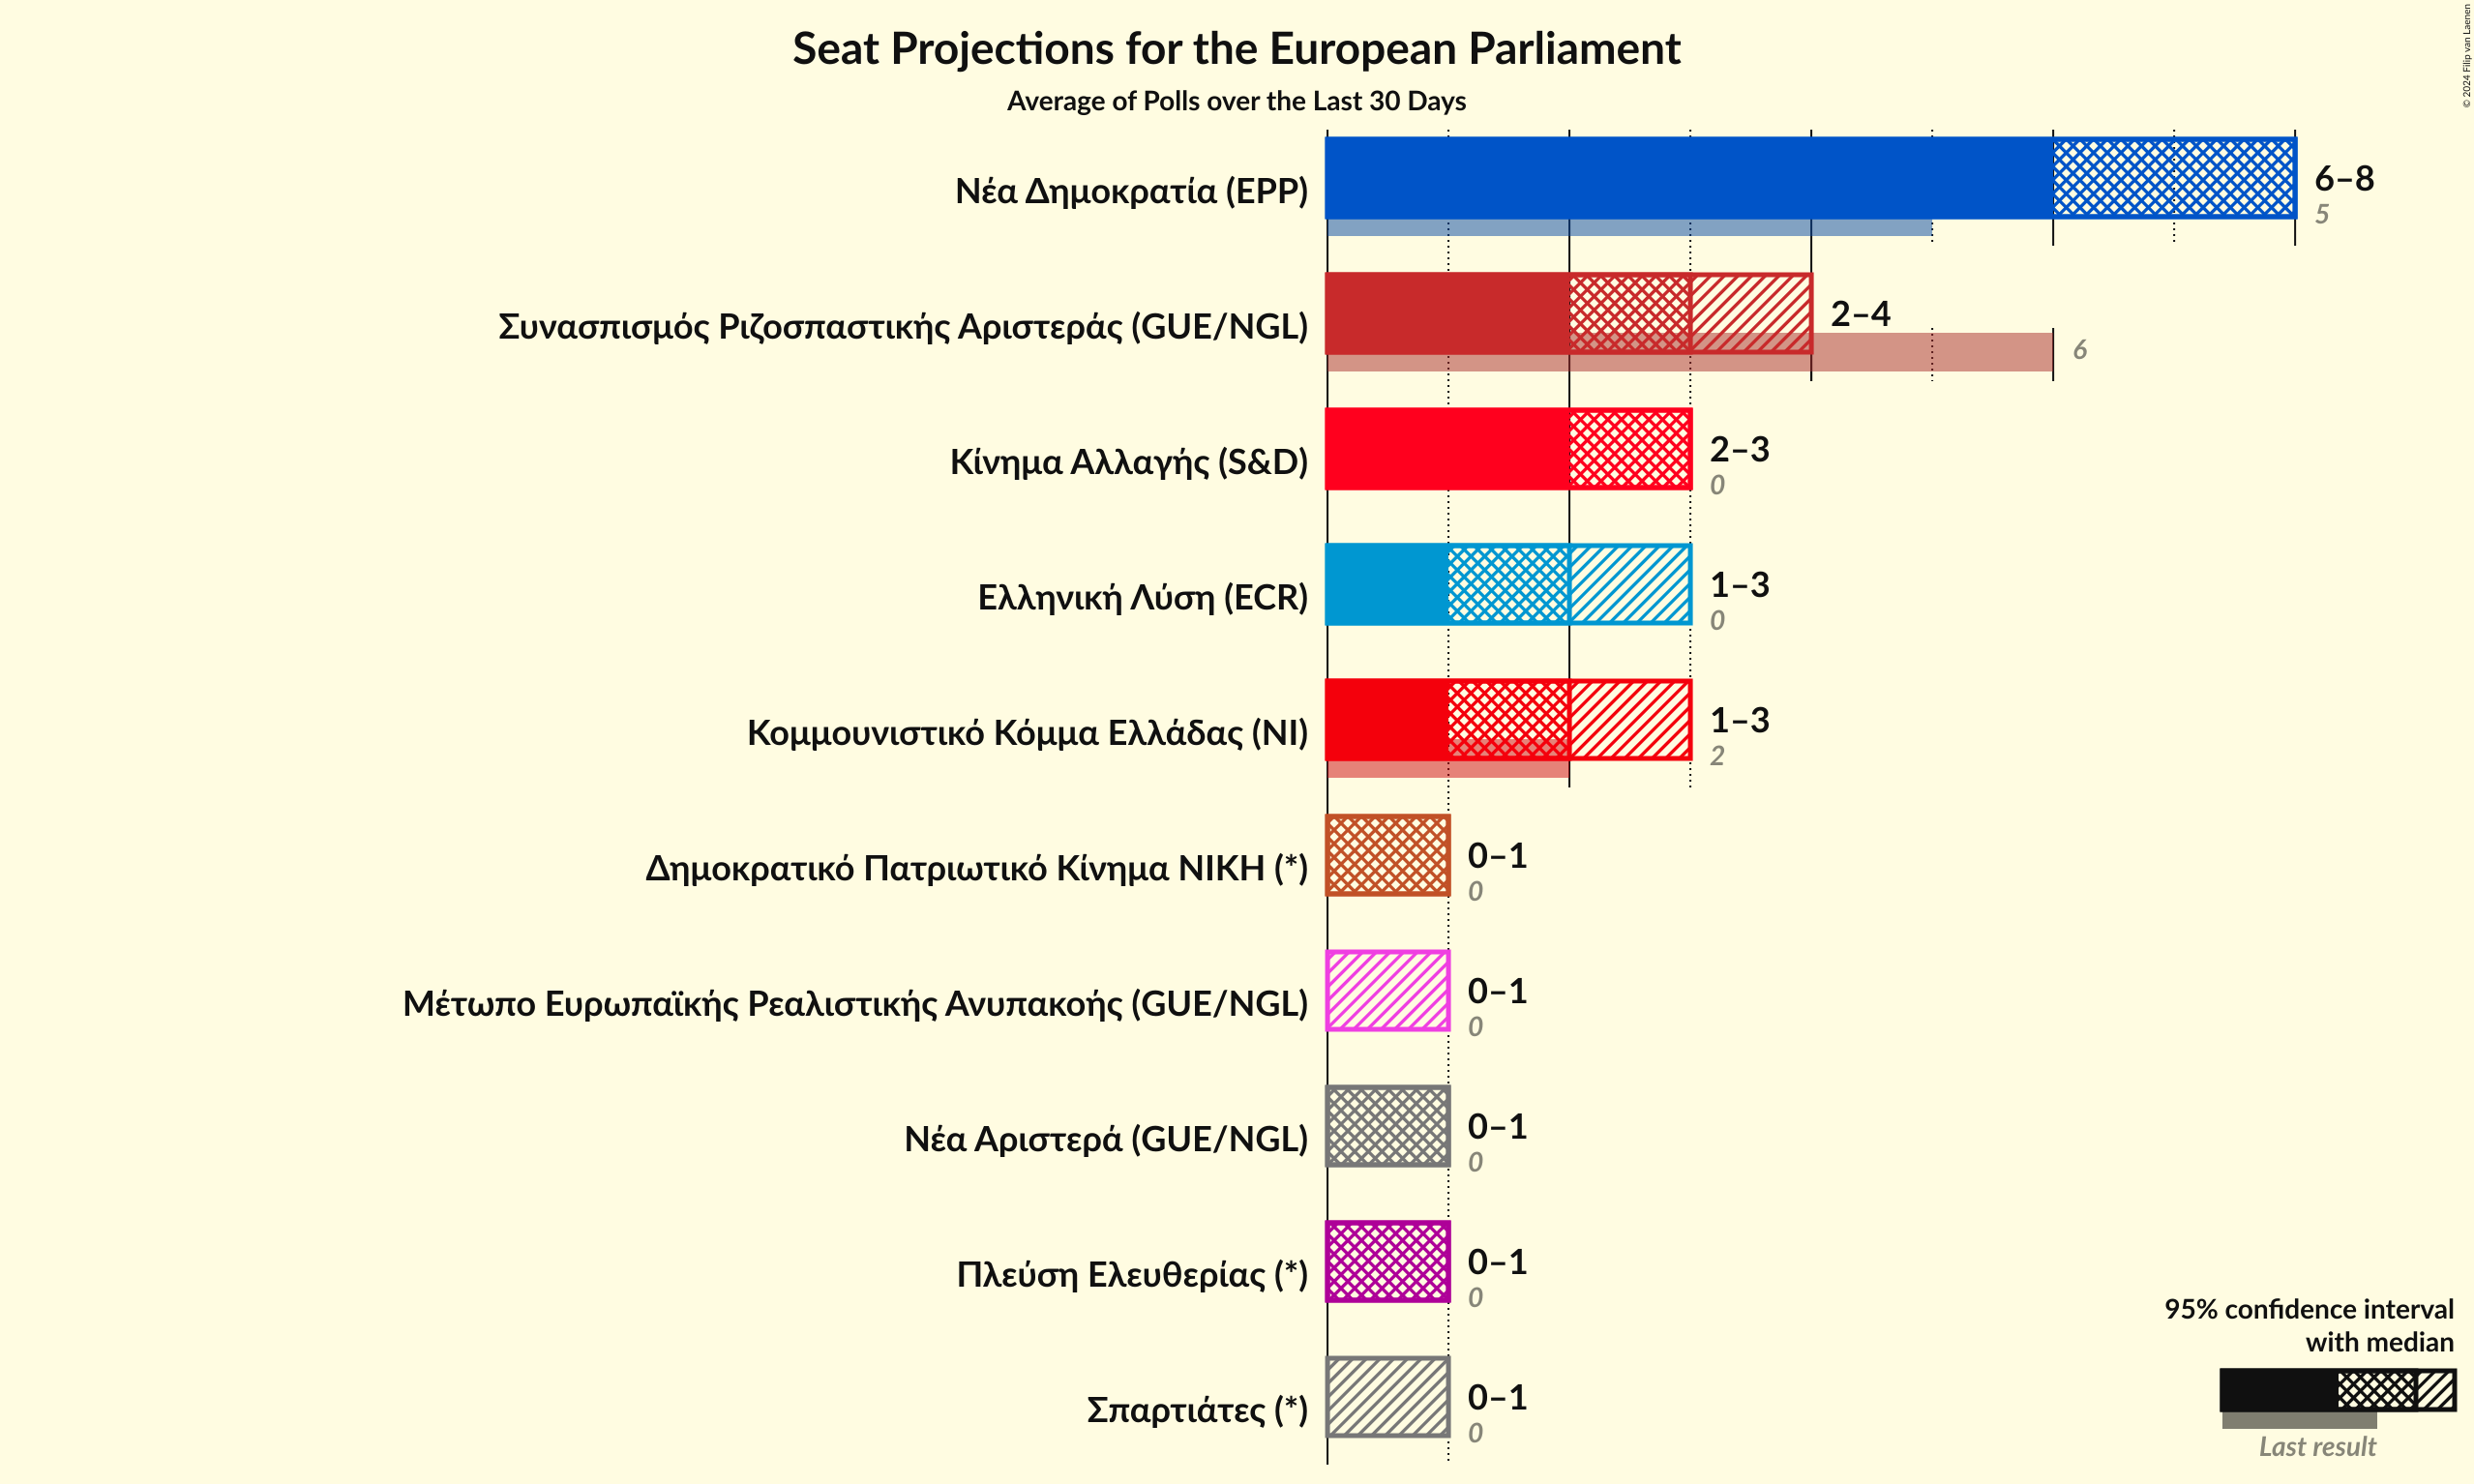 © 2024 Filip van Laenen
Seat Projections for the European Parliament
Average of Polls over the Last 30 Days
Νέα Δημοκρατία (EPP)
6–8
5
Συνασπισμός Ριζοσπαστικής Αριστεράς (GUE/NGL)
2–4
6
Κίνημα Αλλαγής (S&D)
2–3
0
Ελληνική Λύση (ECR)
1–3
0
Κομμουνιστικό Κόμμα Ελλάδας (NI)
1–3
2
Δημοκρατικό Πατριωτικό Κίνημα ΝΙΚΗ (*)
0–1
0
Μέτωπο Ευρωπαϊκής Ρεαλιστικής Ανυπακοής (GUE/NGL)
0–1
0
Νέα Αριστερά (GUE/NGL)
0–1
0
Πλεύση Ελευθερίας (*)
0–1
0
Σπαρτιάτες (*)
0–1
0
95% confidence interval
with median
Last result